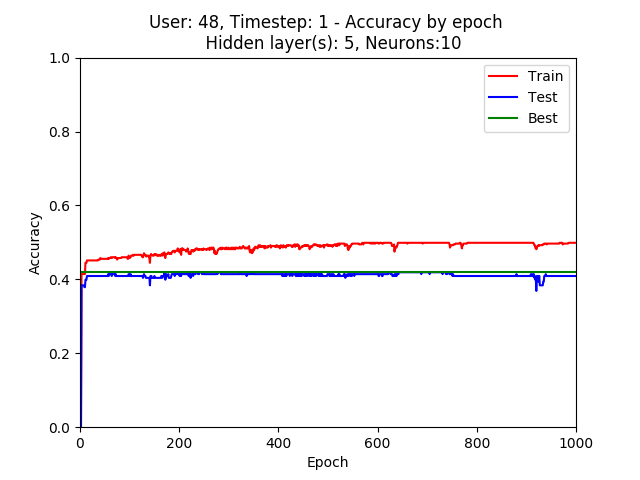 User: 48, Timestep: 1 - Accuracy by epoch
Hidden layer(s): 5, Neurons:10
Train
Test
Best
Accuracy
1.0
0.8
0.6
0.4
0.2
0.0
0 200 400 600 800 1000
Epoch